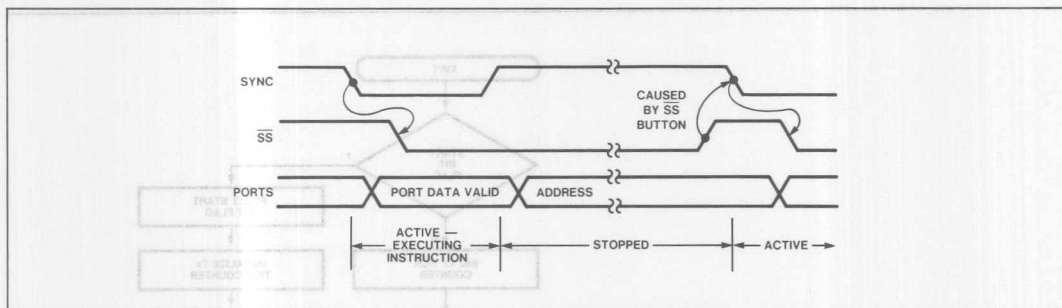 SYNC
CAUSED
BY SS
BUTTON
SS
PORTS
PORT DATA VALID
ADDRESS
ACTIVE —
EXECUTING
INSTRUCTION
STOPPED
ACTIVE